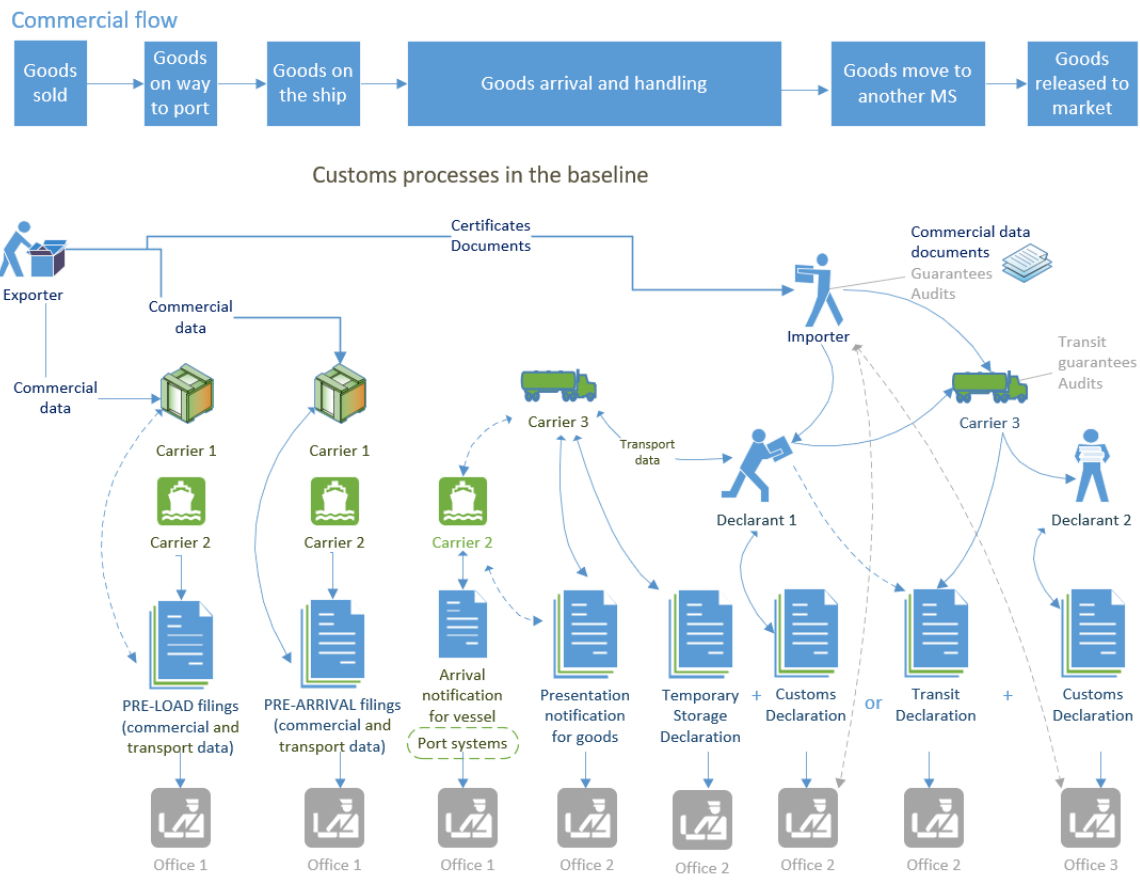 Commercial flow
Goods
sold
Goods
on way
to port
Goods on
the ship
Goods arrival and handling
Goods move to
another MS
Goods
released to
market
Customs processes in the baseline
Exporter
Certificates
Documents
Commercial data
documents
Guarantees
Audits
Importer
Commercial
data
Commercial
data
Transit
guarantees
Audits
Carrier 1
Carrier 1
Carrier 3
Transport
data
Carrier 3
Carrier 2
Carrier 2
Carrier 2
Declarant 1
Declarant 2
PRE-LOAD filings
(commercial and
transport data)
PRE-ARRIVAL filings
(commercial and
transport data)
Arrival
notification
for vessel
Port systems
Presentation
notification
for goods
Temporary
Storage
Declaration
+
Customs
Declaration
or
Transit
Declaration
+
Customs
Declaration
Office 1
Office 1
Office 1
Office 2
Office 2
Office 2
Office 2
Office 3